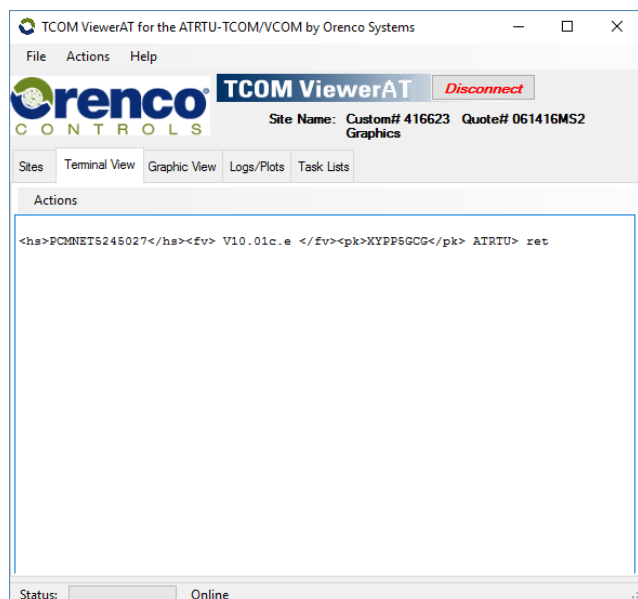 TCOM ViewerAT for the ATRTU-TCOM/VCOM by Orenco Systems
File Actions Help
Orenco®
CONTROLS
TCOM ViewerAT
Disconnect
Site Name: Custom# 416623 Quote# 061416MS2
Graphics
Sites Terminal View Graphic View Logs/Plots Task Lists
Actions
<hs>PCMNET5245027</hs><fv> V10.01c.e </fv><pk>XYPP5GCG</pk> ATRTU> ret
Status: Online